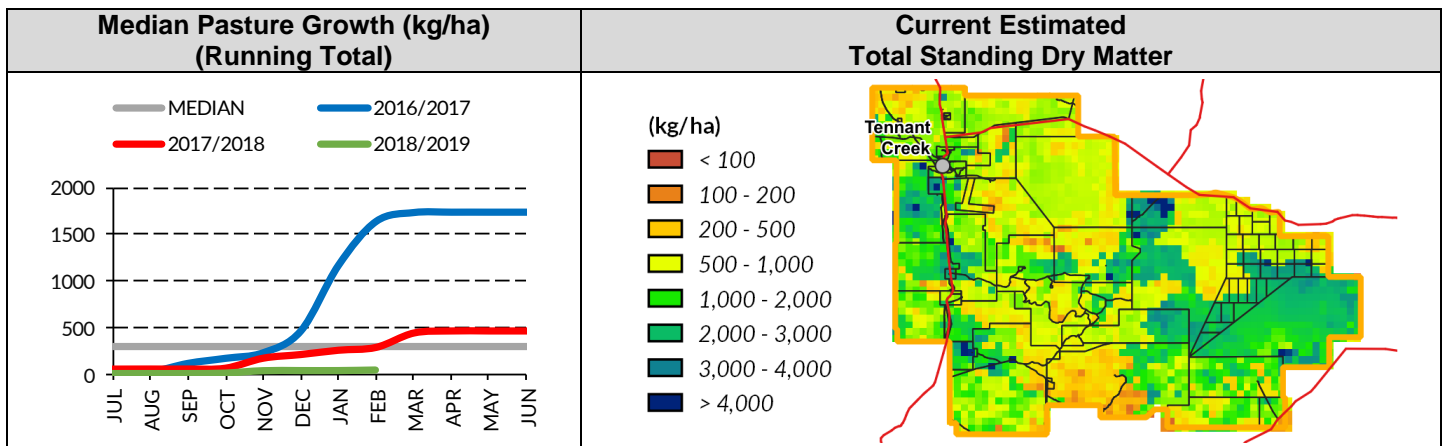 Median Pasture Growth (kg/ha)
(Running Total)
Current Estimated
Total Standing Dry Matter
MEDIAN
2016/2017
2017/2018
2018/2019
2000
1500
1000
500
0
JUL
AUG
SEP
OCT
NOV
DEC
JAN
FEB
MAR
APR
MAY
JUN
(kg/ha)
< 100
100 - 200
200 - 500
500 - 1,000
1,000 - 2,000
2,000 - 3,000
3,000 - 4,000
> 4,000
Tennant
Creek